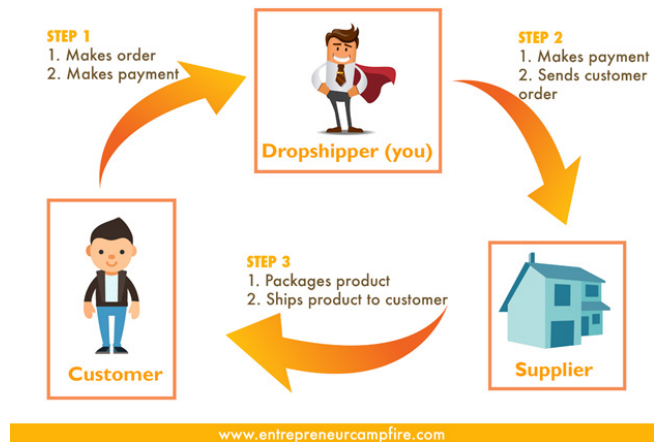 STEP 1
1. Makes order
2. Makes payment
Dropshipper (you)
STEP 2
1. Makes payment
2. Sends customer
order
STEP 3
1. Packages product
2. Ships product to customer
Customer
Supplier
www.entrepreneurcampfire.com